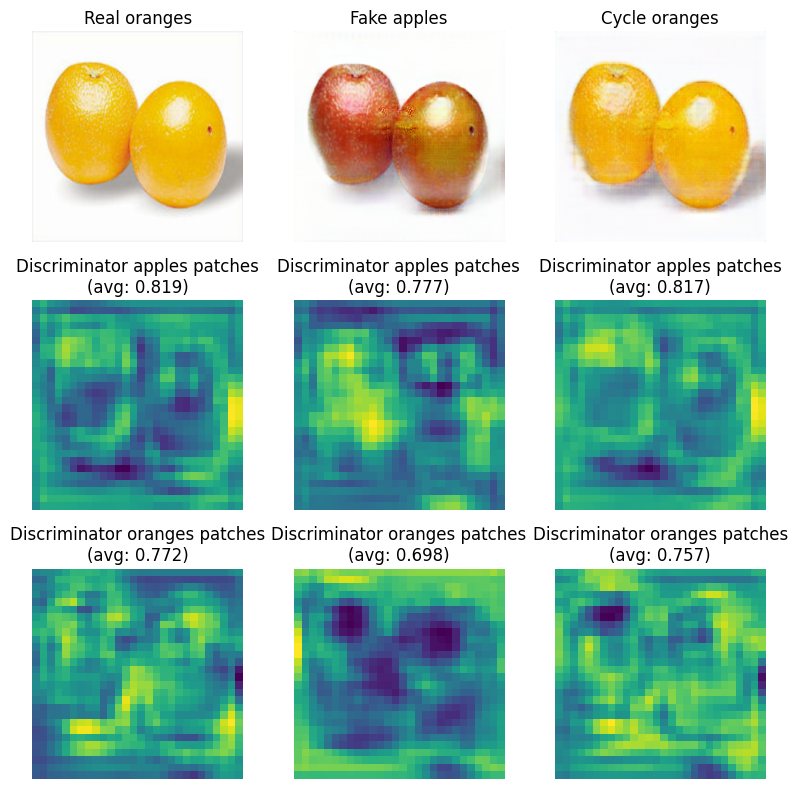 Real oranges
Fake apples
Cycle oranges
Discriminator apples patches
(avg: 0.819)
Discriminator apples patches
(avg: 0.777)
Discriminator apples patches
(avg: 0.817)
Discriminator oranges patches
(avg: 0.772)
Discriminator oranges patches
(avg: 0.698)
Discriminator oranges patches
(avg: 0.757)